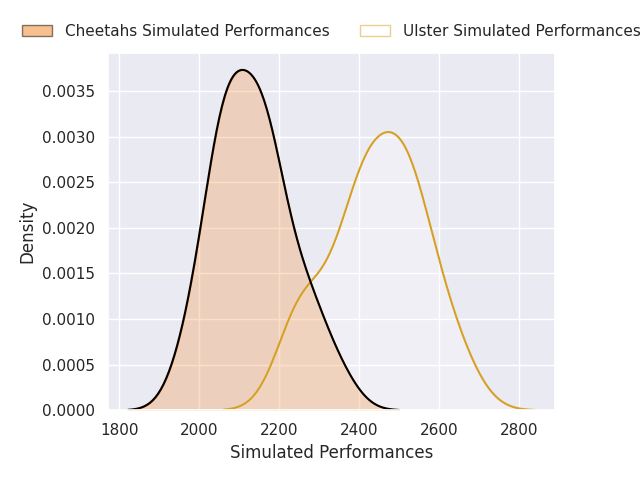 Cheetahs Simulated Performances Ulster Simulated Performances
0.0035
0.0030
0.0025
0.0020
0.0015
0.0010
0.0005
0.0000
Density
1800 2000 2200 2400 2600 2800
Simulated Performances